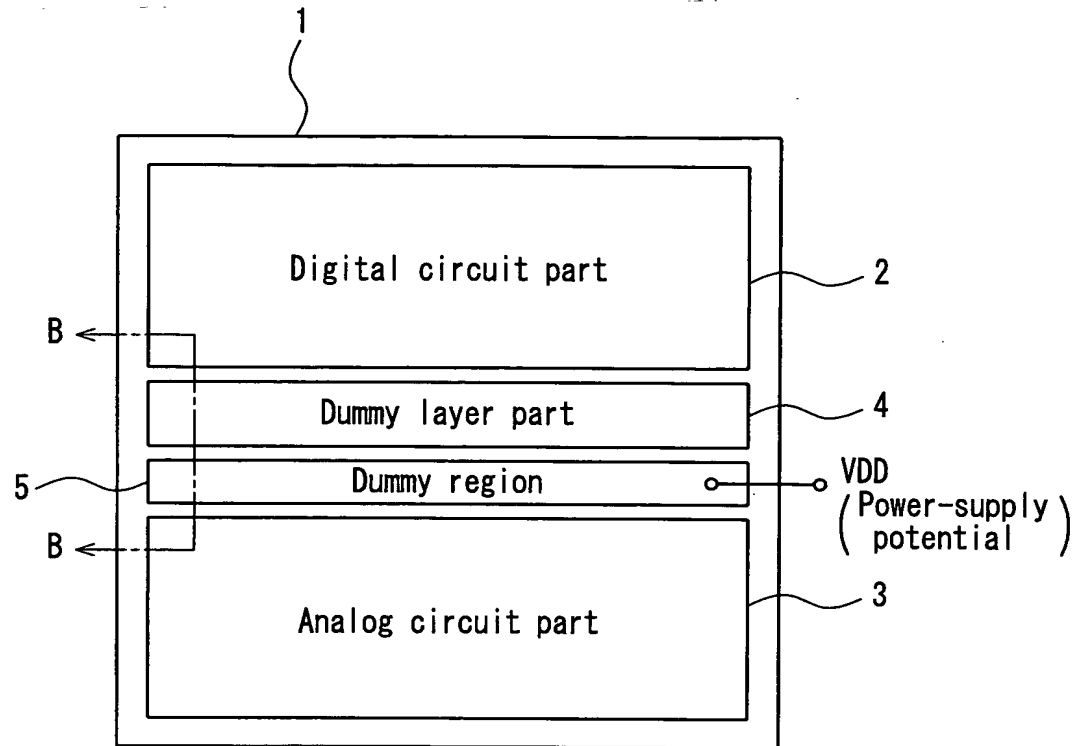 1
Digital circuit part
2
B
Dummy layer part
4
5
Dummy region
VDD
(Power-supply potential)
B
3
Analog circuit part